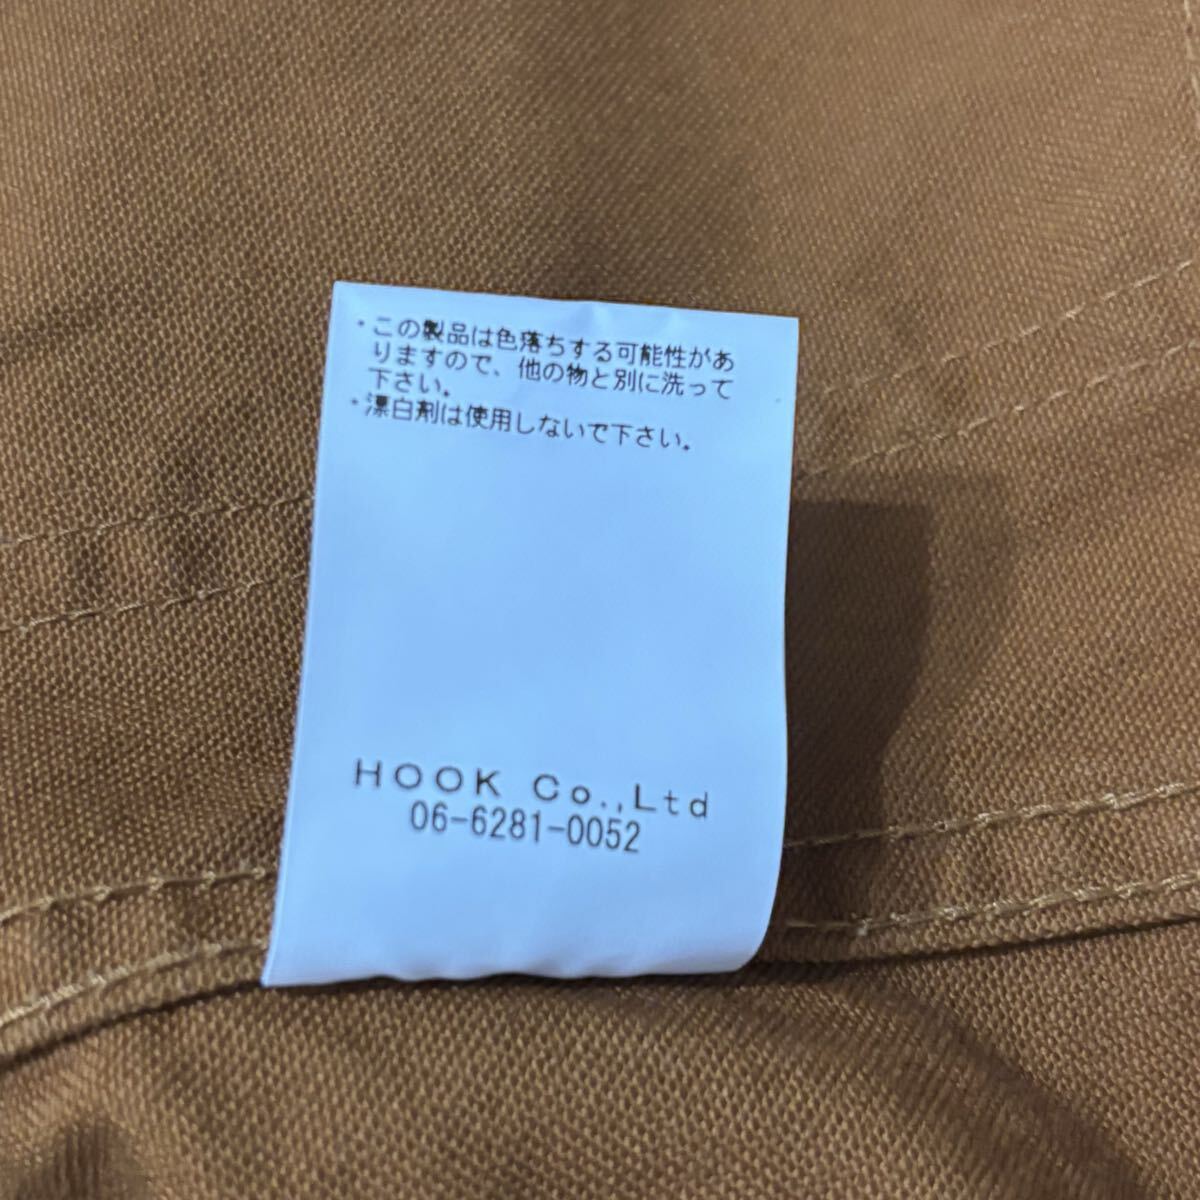 ・この製品は色落ちする可能性があ
りますので、他の物と別に洗って
下さい。
・漂白剤は使用しないで下さい。
HOOK Co.,Ltd
06-6281-0052